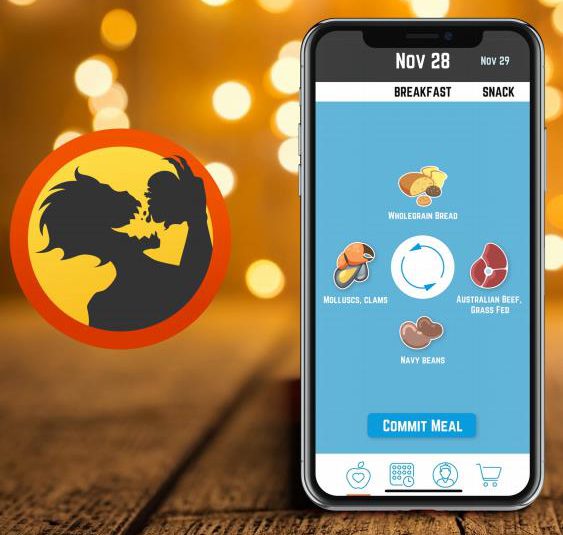 Nov 28
Nov 29
BREAKFAST
SNACK
WHOLEGRAIN BREAD
MOLLUSCS, CLAMS
AUSTRALIAN BEEF,
GRASS FED
NAVY BEANS
COMMIT MEAL